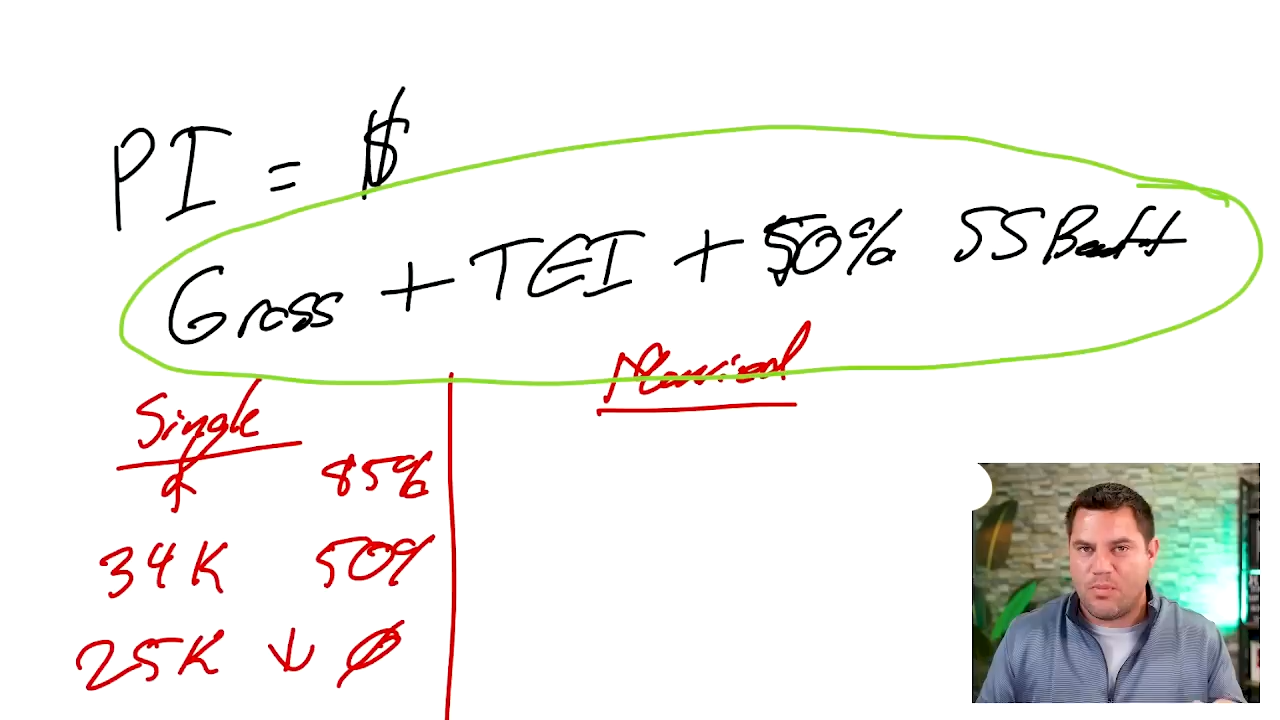 PI = $
Gross + TEI + 50% SS Benefit
Single
Married
85%
34K 50%
25K ↓ ∅